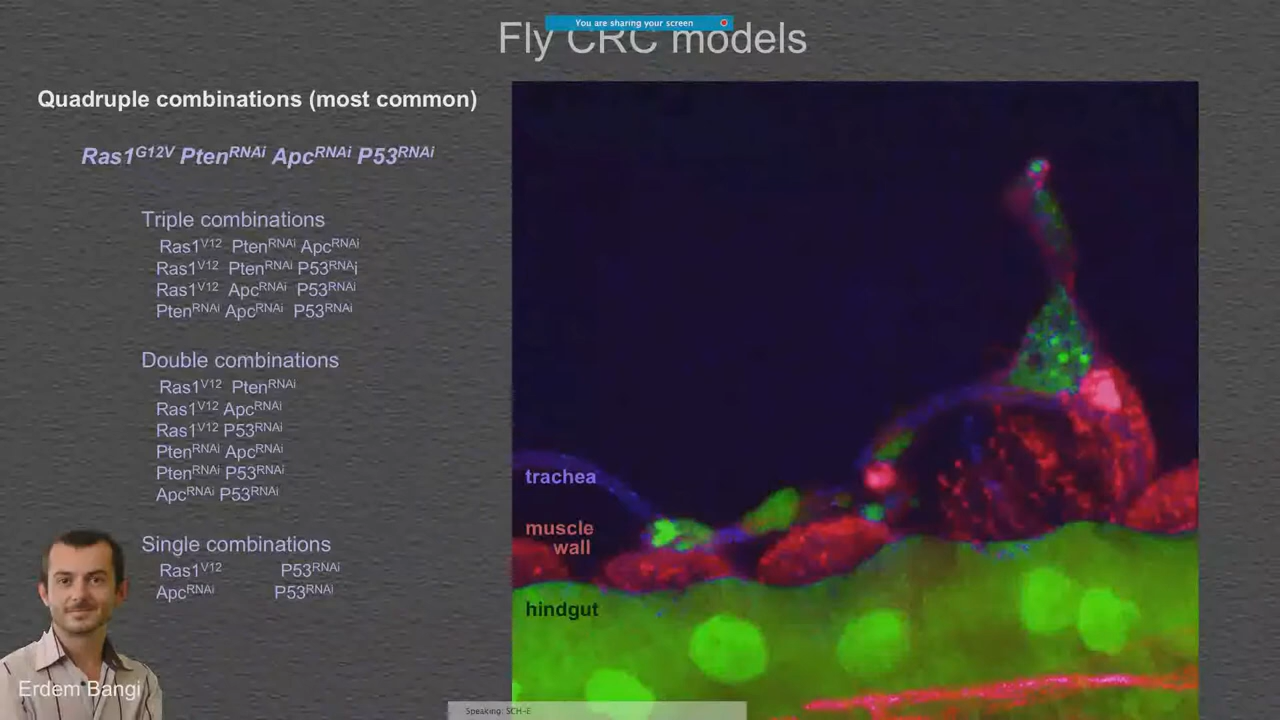 You are sharing your screen
Fly CRC models
Quadruple combinations (most common)
Ras1G12V PtenRNAi ApcRNAi P53RNAi
Triple combinations
Ras1V12 PtenRNAi ApcRNAi
Ras1V12 PtenRNAi P53RNAi
Ras1V12 ApcRNAi P53RNAi
PtenRNAi ApcRNAi P53RNAi
Double combinations
Ras1V12 PtenRNAi
Ras1V12 ApcRNAi
Ras1V12 P53RNAi
PtenRNAi ApcRNAi
PtenRNAi P53RNAi
ApcRNAi P53RNAi
Single combinations
Ras1V12 P53RNAi
ApcRNAi P53RNAi
Erdem Bangi
trachea
muscle
wall
hindgut
Speaking: SCH-E